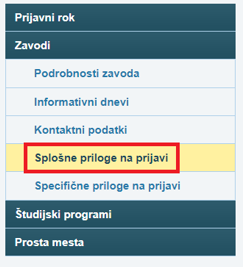 Prijavni rok
Zavodi
Podrobnosti zavoda
Informativni dnevi
Kontaktni podatki
Splošne priloge na prijavi
Specifične priloge na prijavi
Študijski programi
Prosta mesta